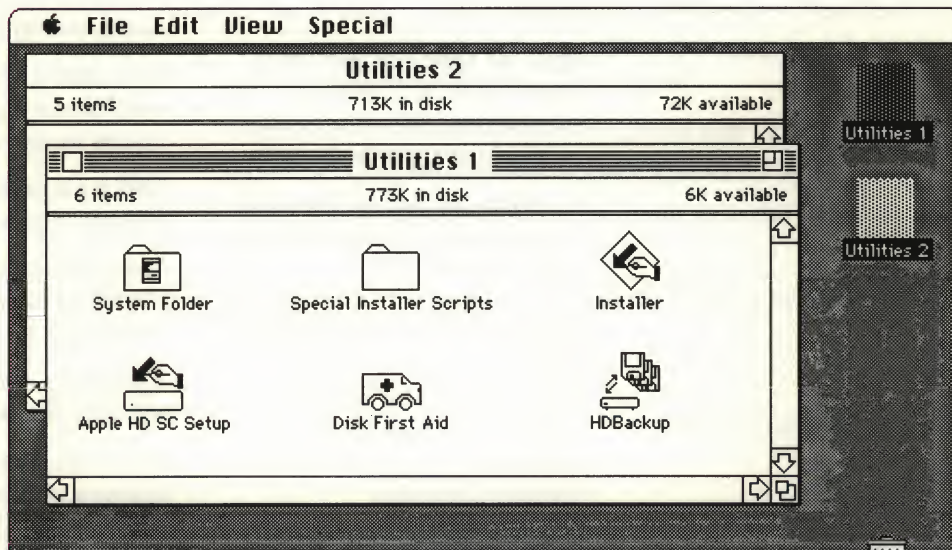 File Edit View Special
Utilities 2
5 items 713K in disk 72K available
Utilities 1
Utilities 1
6 items 773K in disk 6K available
Utilities 2
System Folder Special Installer Scripts Installer
Apple HD SC Setup Disk First Aid HDBackup